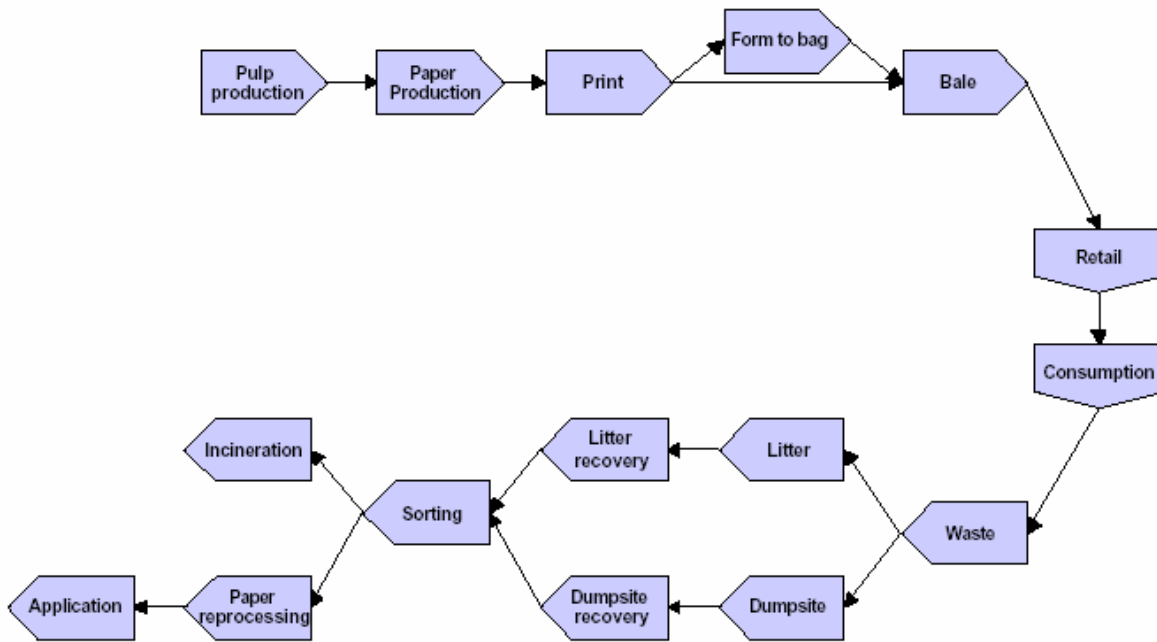 Form to bag
Pulp
production
Paper
Production
Print
Bale
Retail
Consumption
Incineration
Litter
recovery
Litter
Sorting
Waste
Application
Paper
reprocessing
Dumpsite
recovery
Dumpsite